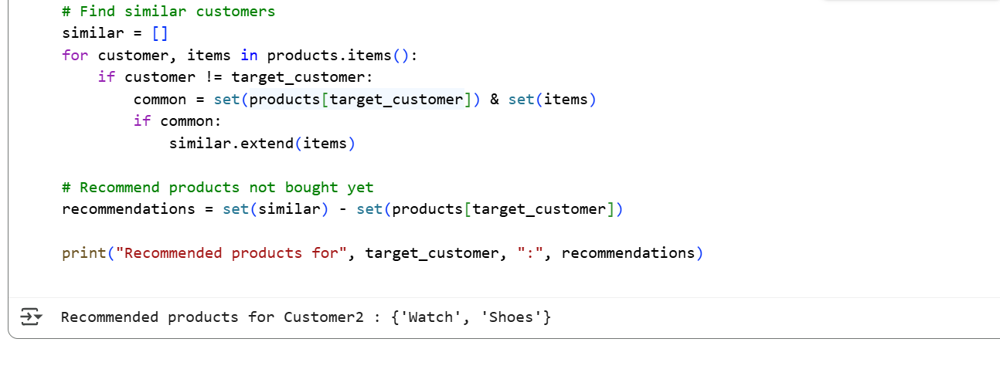 # Find similar customers
similar = []
for customer, items in products.items():
    if customer != target_customer:
        common = set(products[target_customer]) & set(items)
        if common:
            similar.extend(items)

# Recommend products not bought yet
recommendations = set(similar) - set(products[target_customer])

print("Recommended products for", target_customer, ":", recommendations)

Recommended products for Customer2 : {'Watch', 'Shoes'}